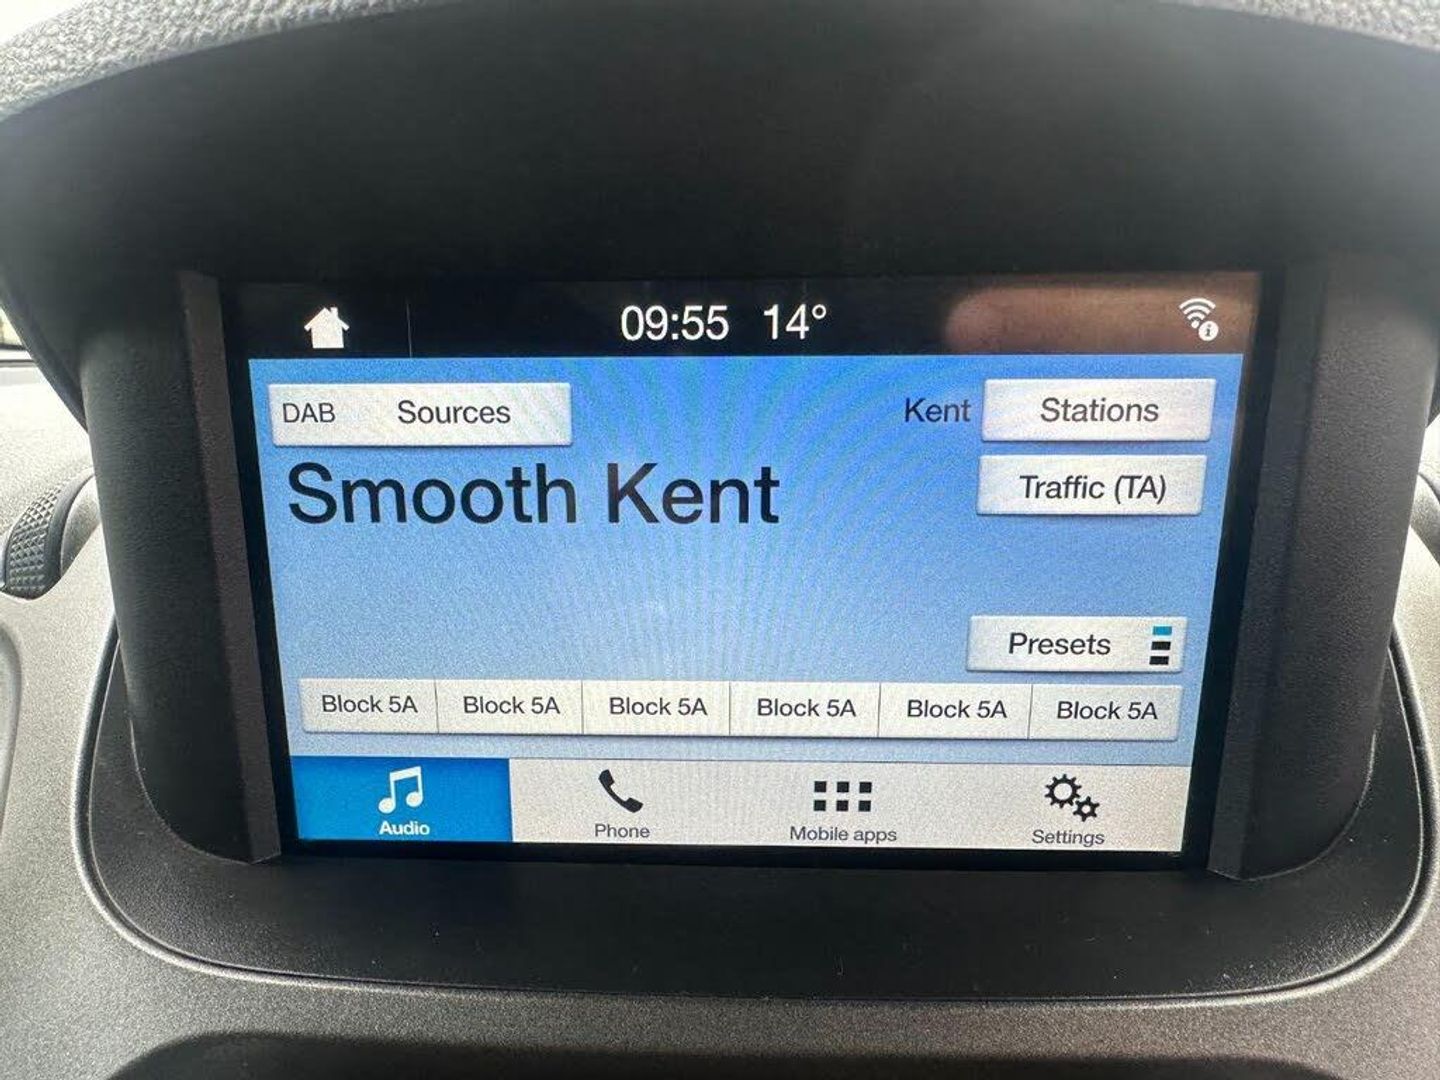 09:55 14°
DAB Sources
Kent Stations
Smooth Kent
Traffic (TA)
Presets
Block 5A Block 5A Block 5A Block 5A Block 5A Block 5A
Audio Phone Mobile apps Settings